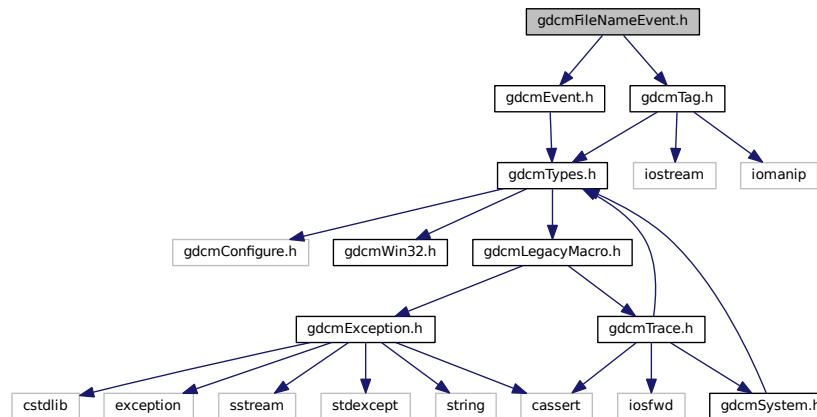 gdcmFileNameEvent.h
gdcmEvent.h
gdcmTag.h
gdcmTypes.h
iostream
iomanip
gdcmConfigure.h
gdcmWin32.h
gdcmLegacyMacro.h
gdcmException.h
gdcmTrace.h
cstdlib
exception
sstream
stdexcept
string
cassert
iosfwd
gdcmSystem.h